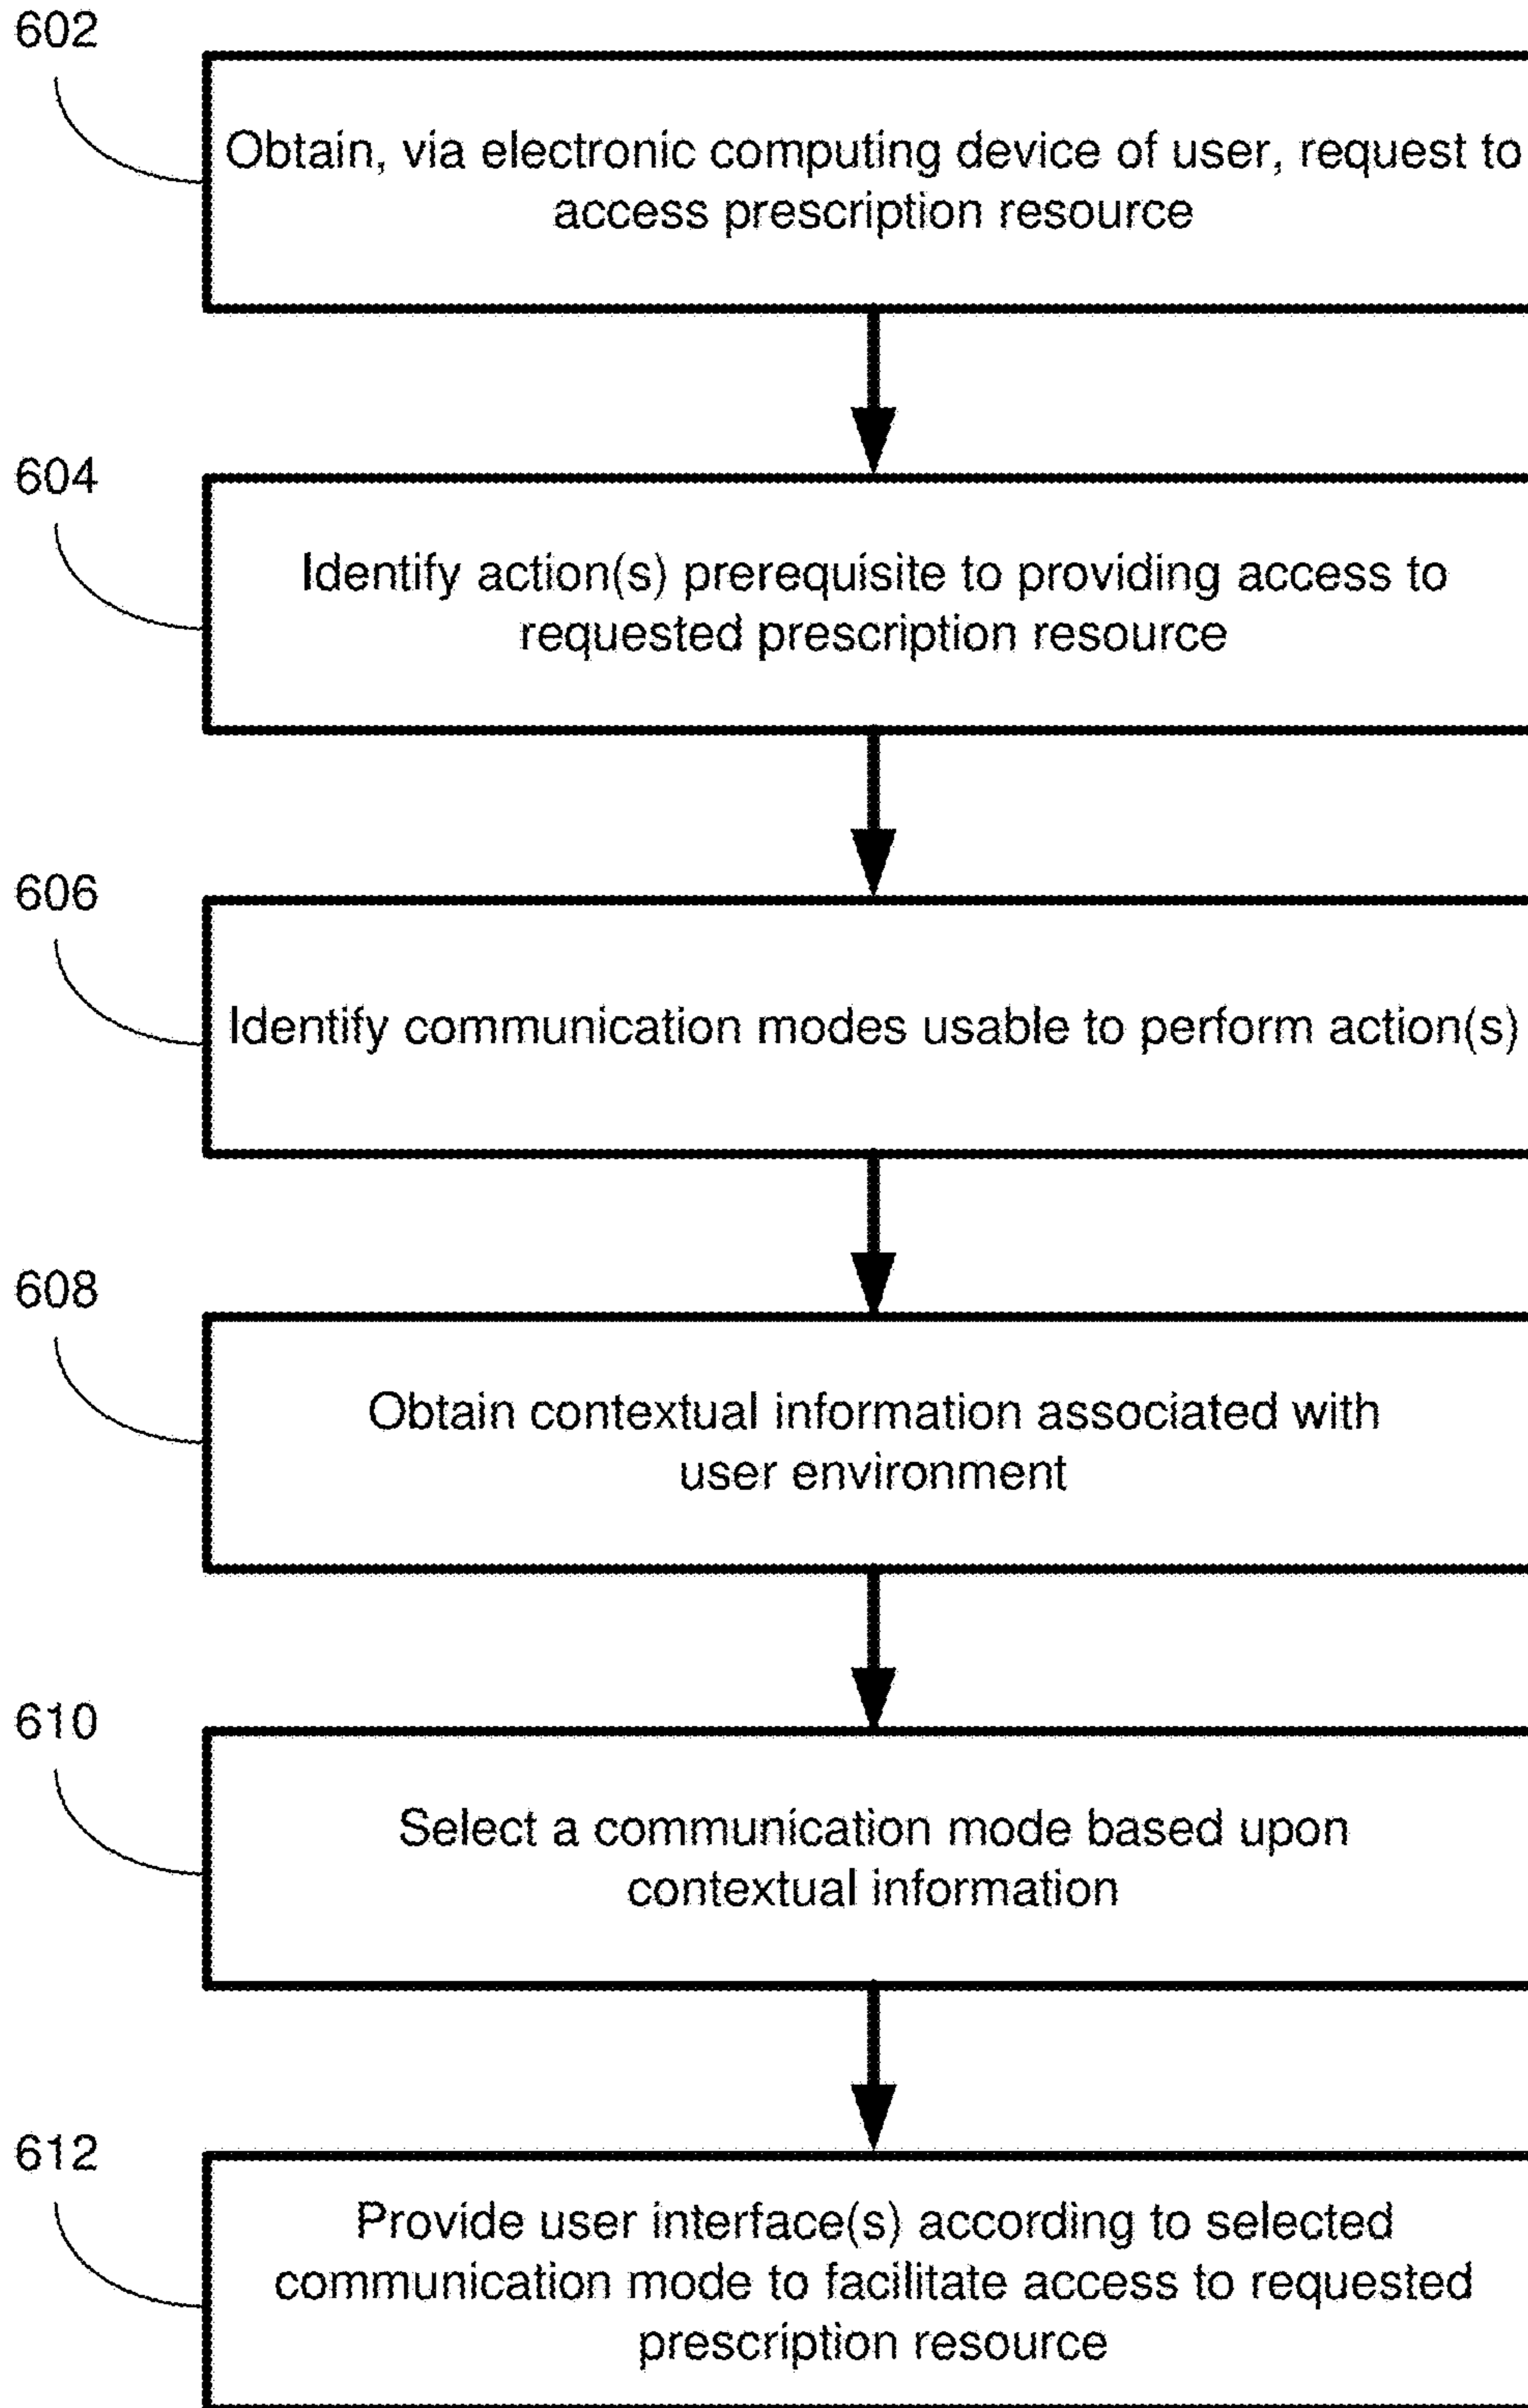 602
Obtain, via electronic computing device of user, request to
access prescription resource
604
Identify action(s) prerequisite to providing access to
requested prescription resource
606
Identify communication modes usable to perform action(s)
608
Obtain contextual information associated with
user environment
610
Select a communication mode based upon
contextual information
612
Provide user interface(s) according to selected
communication mode to facilitate access to requested
prescription resource